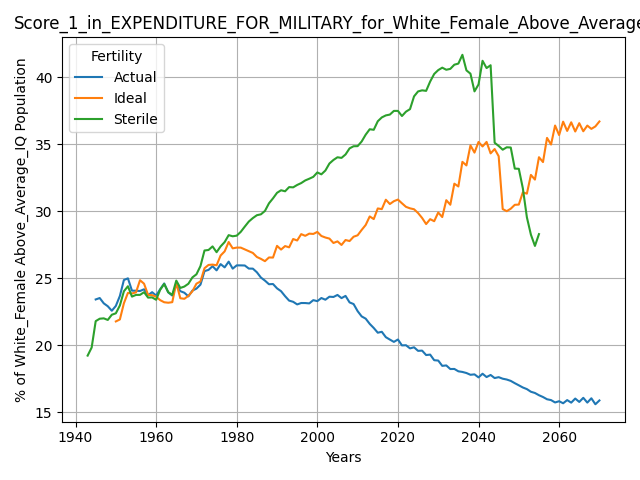 Score_1_in_EXPENDITURE_FOR_MILITARY_for_White_Female_Above_Average
Fertility
Actual
Ideal
Sterile
% of White_Female Above_Average_IQ Population
40
35
30
25
20
15
1940
1960
1980
2000
2020
2040
2060
Years